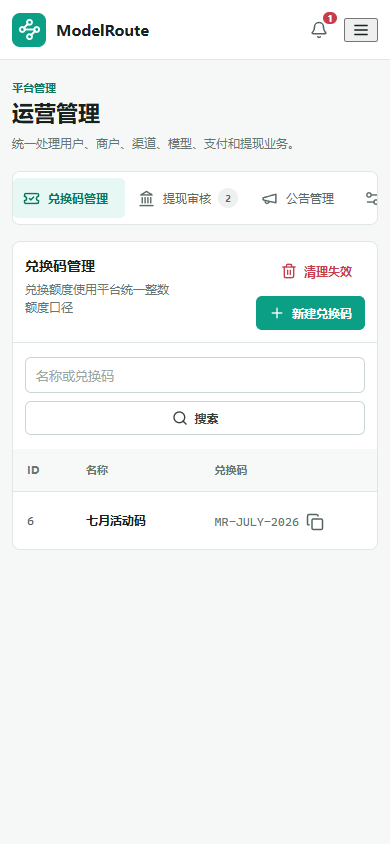 ModelRoute
1
平台管理
运营管理
统一处理用户、商户、渠道、模型、支付和提现业务。
兑换码管理
提现审核 2
公告管理
兑换码管理
兑换额度使用平台统一整数
额度口径
清理失效
新建兑换码
名称或兑换码
搜索
ID 名称 兑换码
6 七月活动码 MR-JULY-2026